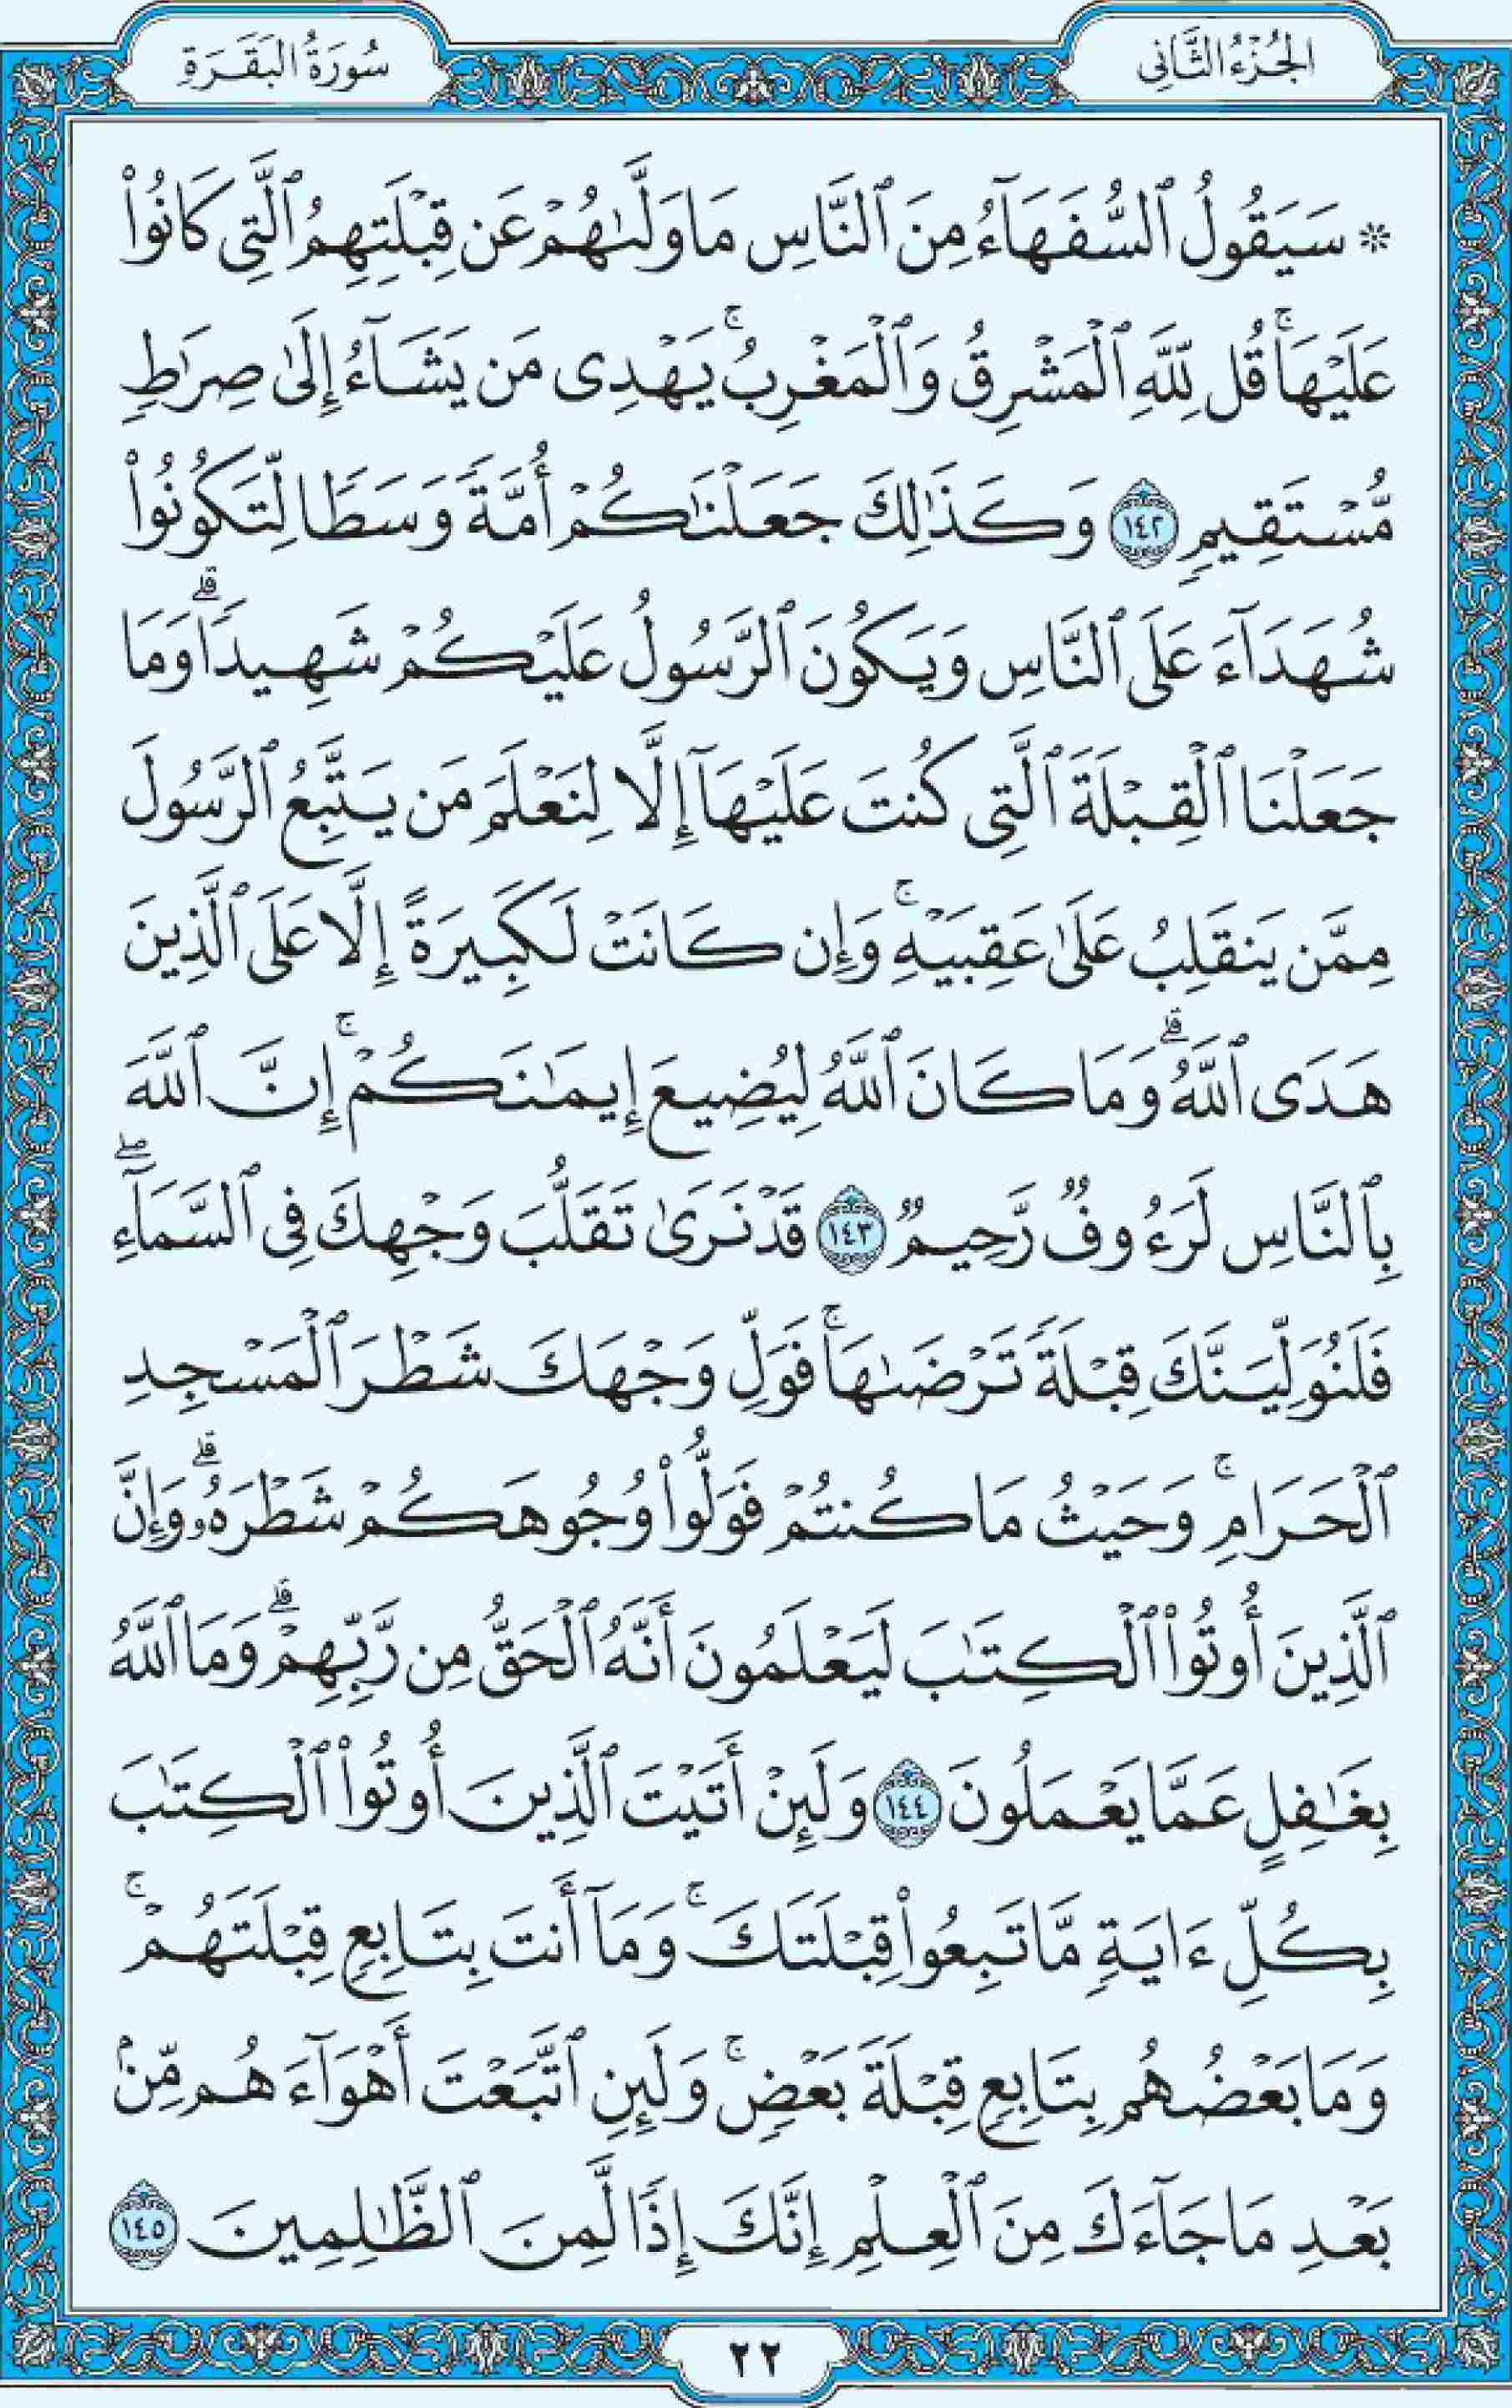 الجُزْءُ الثَّانِي
سُورَةُ البَقَرَةِ
۞ سَيَقُولُ ٱلسُّفَهَآءُ مِنَ ٱلنَّاسِ مَا وَلَّىٰهُمْ عَن قِبْلَتِهِمُ ٱلَّتِى كَانُوا۟
عَلَيْهَا ۚ قُل لِّلَّهِ ٱلْمَشْرِقُ وَٱلْمَغْرِبُ ۚ يَهْدِى مَن يَشَآءُ إِلَىٰ صِرَٰطٍ
مُّسْتَقِيمٍ ١٤٢ وَكَذَٰلِكَ جَعَلْنَٰكُمْ أُمَّةً وَسَطًا لِّتَكُونُوا۟
شُهَدَآءَ عَلَى ٱلنَّاسِ وَيَكُونَ ٱلرَّسُولُ عَلَيْكُمْ شَهِيدًا ۗ وَمَا
جَعَلْنَا ٱلْقِبْلَةَ ٱلَّتِى كُنتَ عَلَيْهَآ إِلَّا لِنَعْلَمَ مَن يَتَّبِعُ ٱلرَّسُولَ
مِمَّن يَنقَلِبُ عَلَىٰ عَقِبَيْهِ ۚ وَإِن كَانَتْ لَكَبِيرَةً إِلَّا عَلَى ٱلَّذِينَ
هَدَى ٱللَّهُ ۗ وَمَا كَانَ ٱللَّهُ لِيُضِيعَ إِيمَٰنَكُمْ ۚ إِنَّ ٱللَّهَ
بِٱلنَّاسِ لَرَءُوفٌ رَّحِيمٌ ١٤٣ قَدْ نَرَىٰ تَقَلُّبَ وَجْهِكَ فِى ٱلسَّمَآءِ ۖ
فَلَنُوَلِّيَنَّكَ قِبْلَةً تَرْضَىٰهَا ۚ فَوَلِّ وَجْهَكَ شَطْرَ ٱلْمَسْجِدِ
ٱلْحَرَامِ ۚ وَحَيْثُ مَا كُنتُمْ فَوَلُّوا۟ وُجُوهَكُمْ شَطْرَهُۥ ۗ وَإِنَّ
ٱلَّذِينَ أُوتُوا۟ ٱلْكِتَٰبَ لَيَعْلَمُونَ أَنَّهُ ٱلْحَقُّ مِن رَّبِّهِمْ ۗ وَمَا ٱللَّهُ
بِغَٰفِلٍ عَمَّا يَعْمَلُونَ ١٤٤ وَلَئِنْ أَتَيْتَ ٱلَّذِينَ أُوتُوا۟ ٱلْكِتَٰبَ
بِكُلِّ ءَايَةٍ مَّا تَبِعُوا۟ قِبْلَتَكَ ۚ وَمَآ أَنتَ بِتَابِعٍ قِبْلَتَهُمْ ۚ
وَمَا بَعْضُهُم بِتَابِعٍ قِبْلَةَ بَعْضٍ ۚ وَلَئِنِ ٱتَّبَعْتَ أَهْوَآءَهُم مِّنۢ
بَعْدِ مَا جَآءَكَ مِنَ ٱلْعِلْمِ إِنَّكَ إِذًا لَّمِنَ ٱلظَّٰلِمِينَ ١٤٥
٢٢